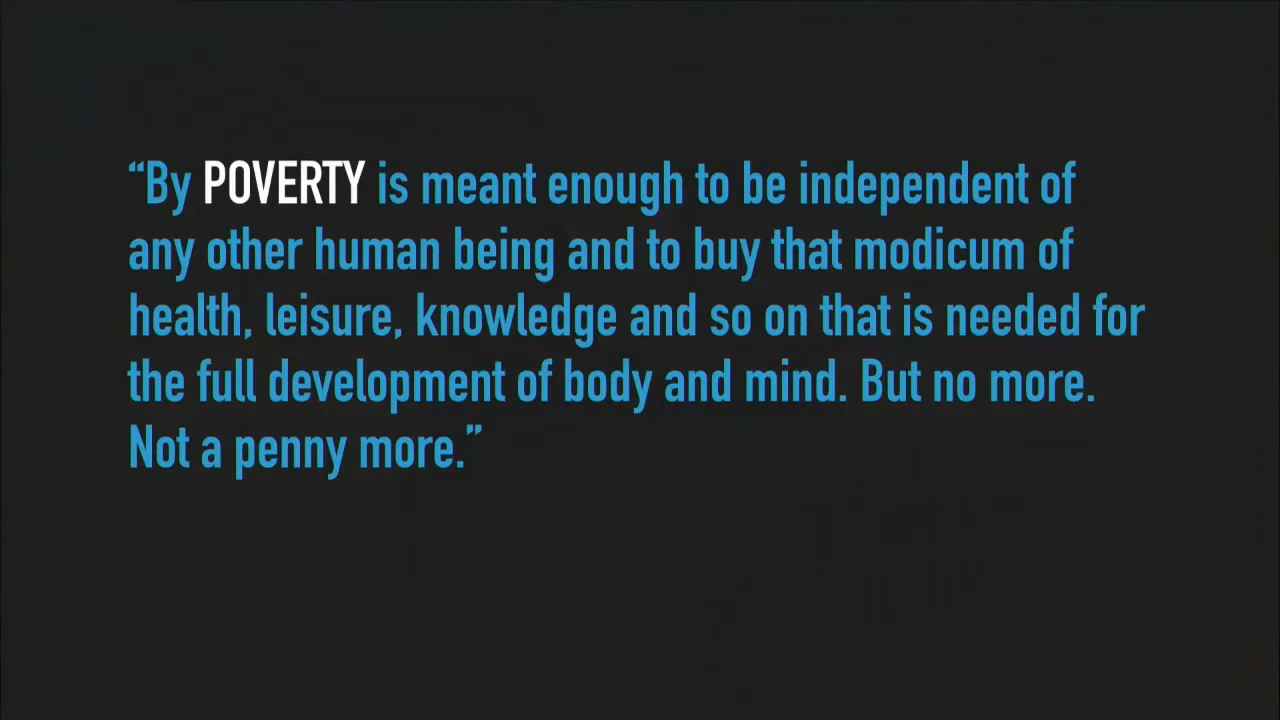 “By POVERTY is meant enough to be independent of
any other human being and to buy that modicum of
health, leisure, knowledge and so on that is needed for
the full development of body and mind. But no more.
Not a penny more.”